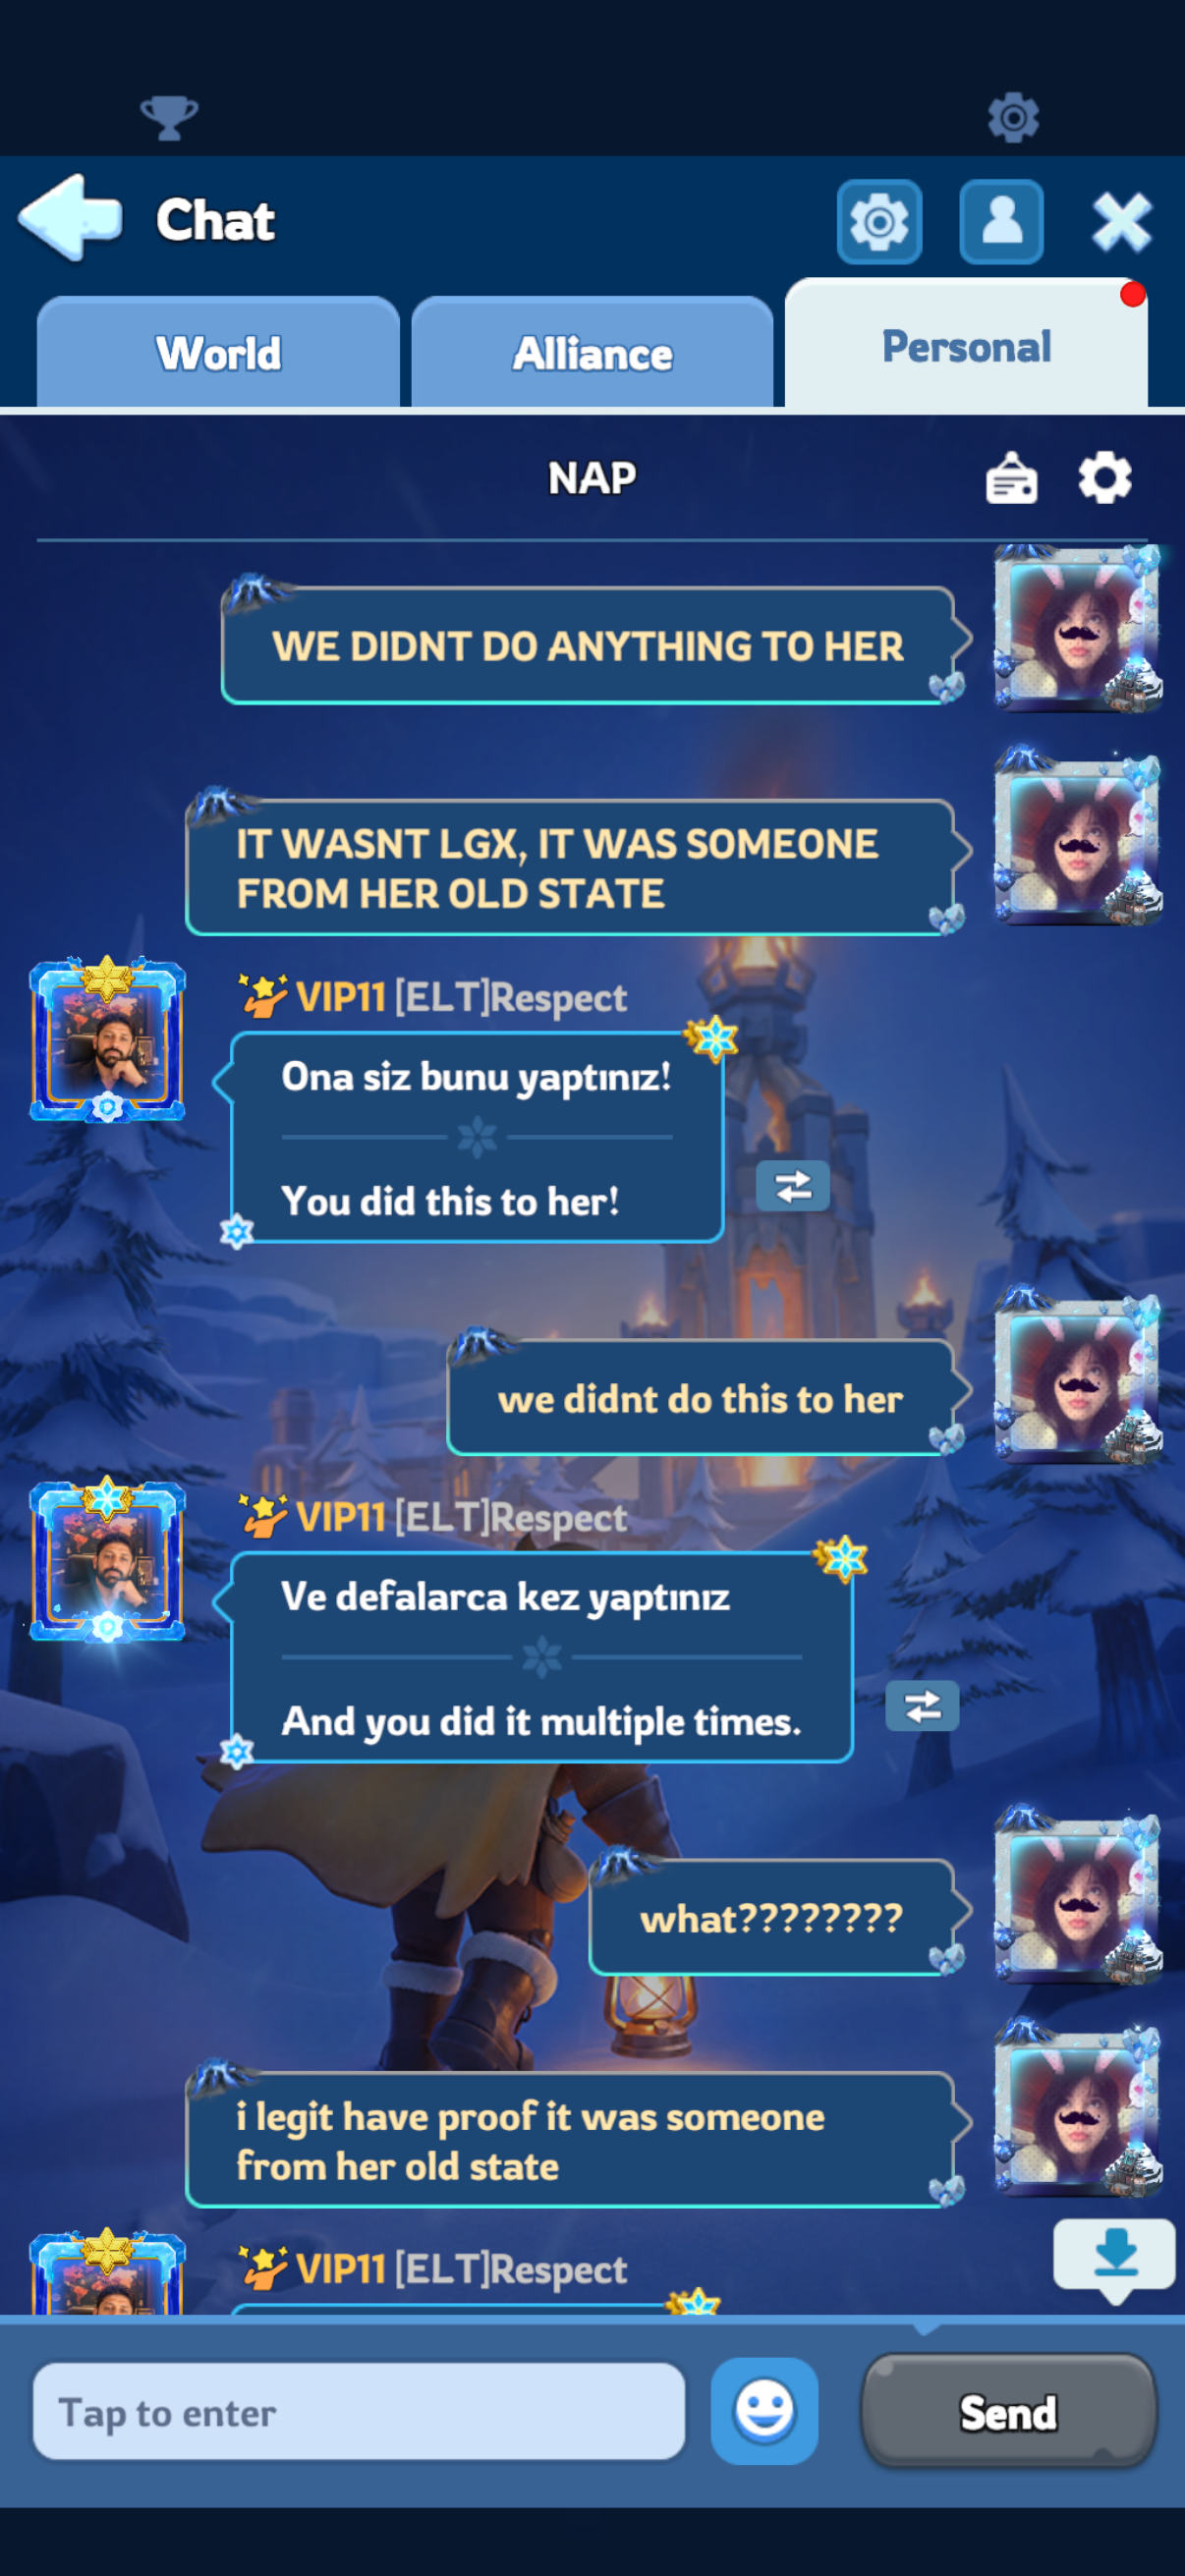 Chat
World
Alliance
Personal
NAP
WE DIDNT DO ANYTHING TO HER
IT WASNT LGX, IT WAS SOMEONE
FROM HER OLD STATE
VIP11 [ELT]Respect
Ona siz bunu yaptınız!
You did this to her!
we didnt do this to her
VIP11 [ELT]Respect
Ve defalarca kez yaptınız
And you did it multiple times.
what????????
i legit have proof it was someone
from her old state
VIP11 [ELT]Respect
Tap to enter
Send